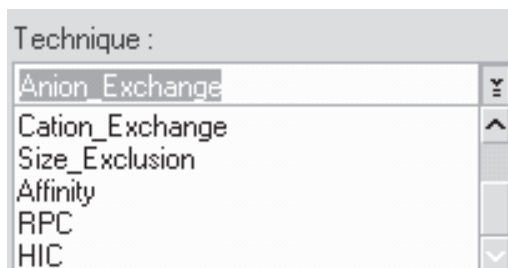 Technique :
Anion_Exchange
Cation_Exchange
Size_Exclusion
Affinity
RPC
HIC